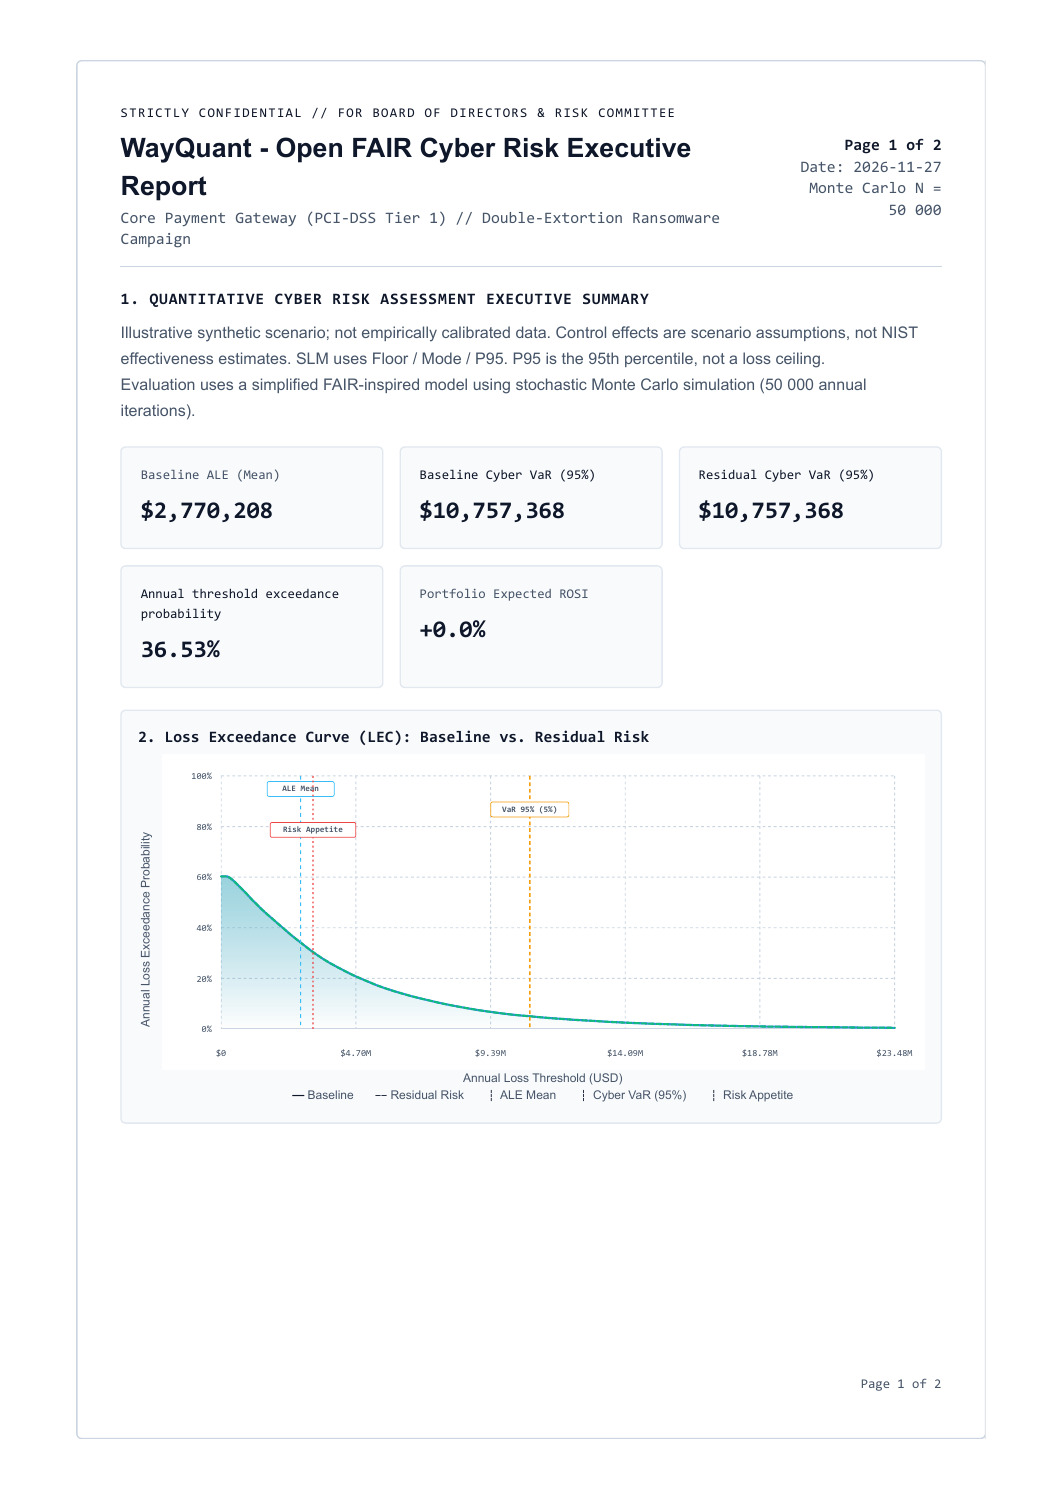 STRICTLY CONFIDENTIAL // FOR BOARD OF DIRECTORS & RISK COMMITTEE
WayQuant - Open FAIR Cyber Risk Executive
Report
Core Payment Gateway (PCI-DSS Tier 1) // Double-Extortion Ransomware
Campaign
Page 1 of 2
Date: 2026-11-27
Monte Carlo N =
50 000
1. QUANTITATIVE CYBER RISK ASSESSMENT EXECUTIVE SUMMARY
Illustrative synthetic scenario; not empirically calibrated data. Control effects are scenario assumptions, not NIST
effectiveness estimates. SLM uses Floor / Mode / P95. P95 is the 95th percentile, not a loss ceiling.
Evaluation uses a simplified FAIR-inspired model using stochastic Monte Carlo simulation (50 000 annual
iterations).
Baseline ALE (Mean)
$2,770,208
Baseline Cyber VaR (95%)
$10,757,368
Residual Cyber VaR (95%)
$10,757,368
Annual threshold exceedance
probability
36.53%
Portfolio Expected ROSI
+0.0%
2. Loss Exceedance Curve (LEC): Baseline vs. Residual Risk
Annual Loss Exceedance Probability
100%
80%
60%
40%
20%
0%
ALE Mean
Risk Appetite
VaR 95% (5%)
$0
$4.70M
$9.39M
$14.09M
$18.78M
$23.48M
Annual Loss Threshold (USD)
Baseline
Residual Risk
ALE Mean
Cyber VaR (95%)
Risk Appetite
Page 1 of 2